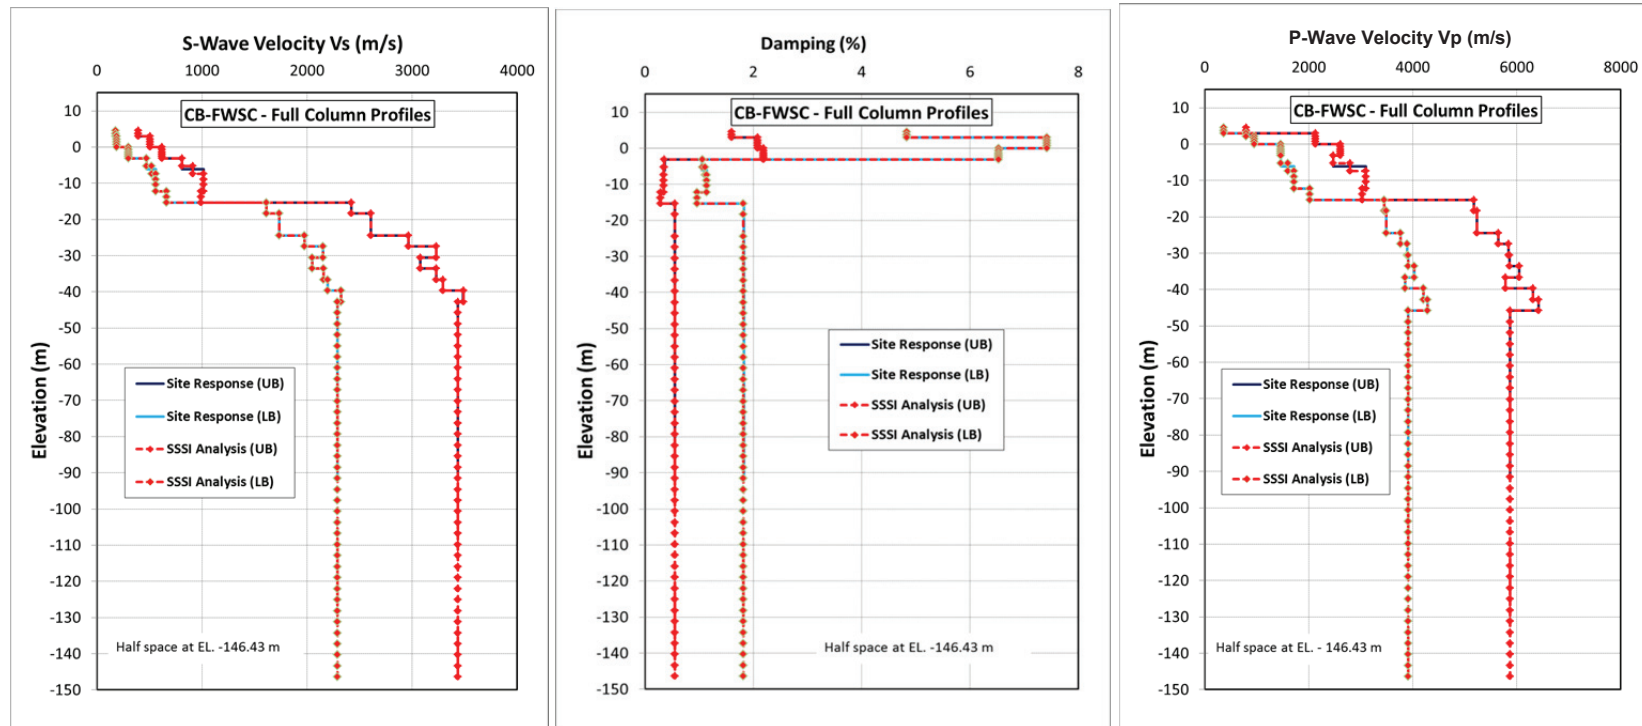 S-Wave Velocity Vs (m/s)
0 1000 2000 3000 4000
CB-FWSC - Full Column Profiles
10
0
-10
-20
-30
-40
-50
-60
-70
-80
-90
-100
-110
-120
-130
-140
-150
Elevation (m)
Site Response (UB)
Site Response (LB)
SSSI Analysis (UB)
SSSI Analysis (LB)
Half space at EL. -146.43 m
Damping (%)
0 2 4 6 8
CB-FWSC - Full Column Profiles
10
0
-10
-20
-30
-40
-50
-60
-70
-80
-90
-100
-110
-120
-130
-140
-150
Elevation (m)
Site Response (UB)
Site Response (LB)
SSSI Analysis (UB)
SSSI Analysis (LB)
Half space at EL. -146.43 m
P-Wave Velocity Vp (m/s)
0 2000 4000 6000 8000
CB-FWSC - Full Column Profiles
10
0
-10
-20
-30
-40
-50
-60
-70
-80
-90
-100
-110
-120
-130
-140
-150
Elevation (m)
Site Response (UB)
Site Response (LB)
SSSI Analysis (UB)
SSSI Analysis (LB)
Half space at EL. - 146.43 m